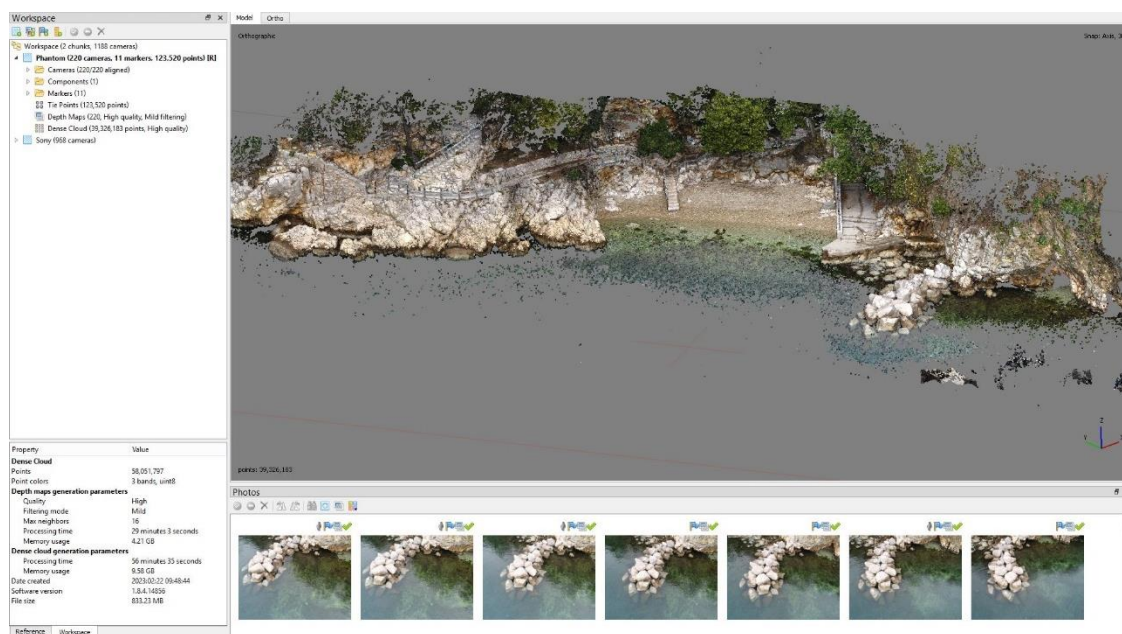 Workspace
Workspace (2 chunks, 1188 cameras)
Phantom (220 cameras, 11 markers, 123,520 points) [R]
Cameras (220/220 aligned)
Components (1)
Markers (11)
Tie Points (123,520 points)
Depth Maps (220, High quality, Mild filtering)
Dense Cloud (39,326,183 points, High quality)
Sony (968 cameras)
Property Value
Dense Cloud
Points 58,051,797
Point colors 3 bands, uint8
Depth maps generation parameters
Quality High
Filtering mode Mild
Max neighbors 16
Processing time 29 minutes 3 seconds
Memory usage 4.21 GB
Dense cloud generation parameters
Processing time 56 minutes 35 seconds
Memory usage 9.58 GB
Date created 2023:02:22 09:48:44
Software version 1.8.4.14856
File size 833.23 MB
Reference Workspace
Model Ortho
Orthographic
Snap: Axis, 3
Z
Y
points: 39,326,183
Photos